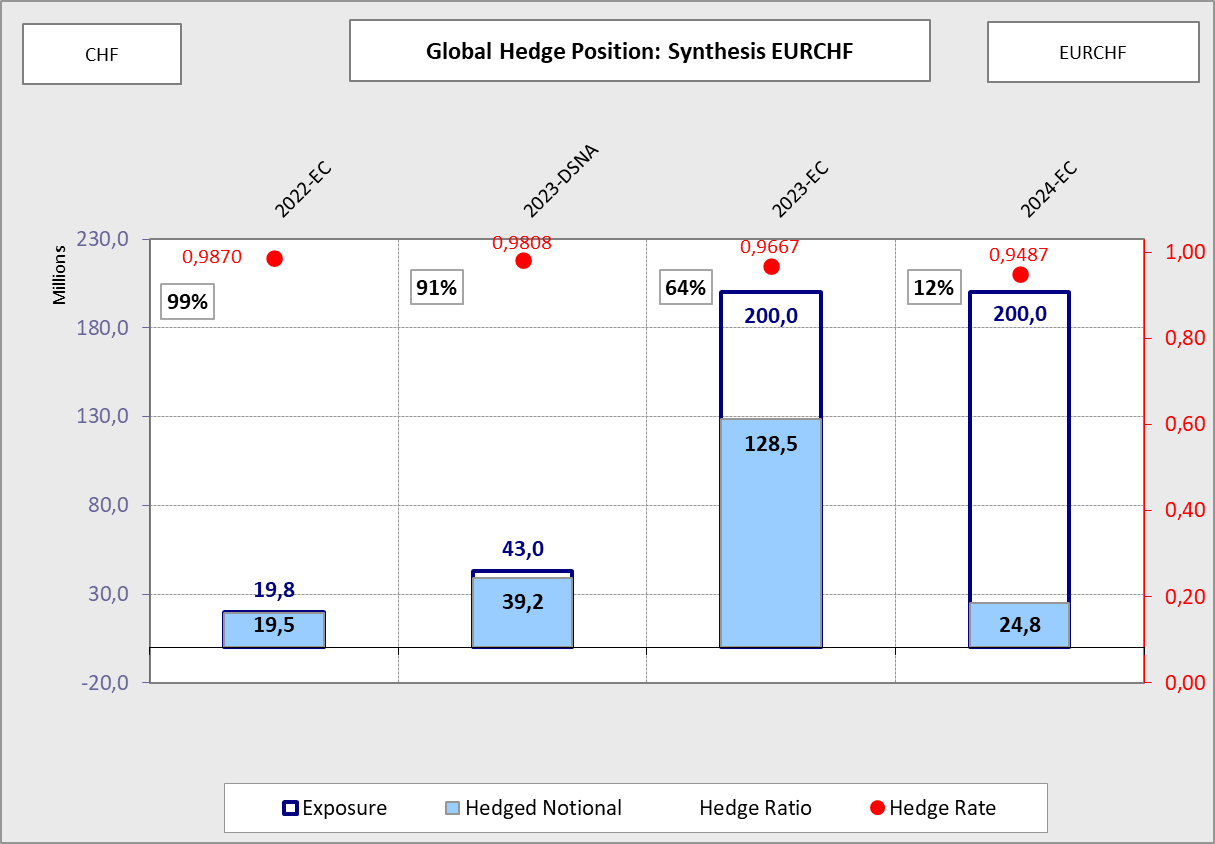 CHF
Global Hedge Position: Synthesis EURCHF
EURCHF
2022-EC
2023-DSNA
2023-EC
2024-EC
Millions
230,0
180,0
130,0
80,0
30,0
-20,0
1,00
0,80
0,60
0,40
0,20
0,00
0,9870
0,9808
0,9667
0,9487
99%
91%
64%
12%
19,8
19,5
43,0
39,2
200,0
128,5
200,0
24,8
Exposure
Hedged Notional
Hedge Ratio
Hedge Rate